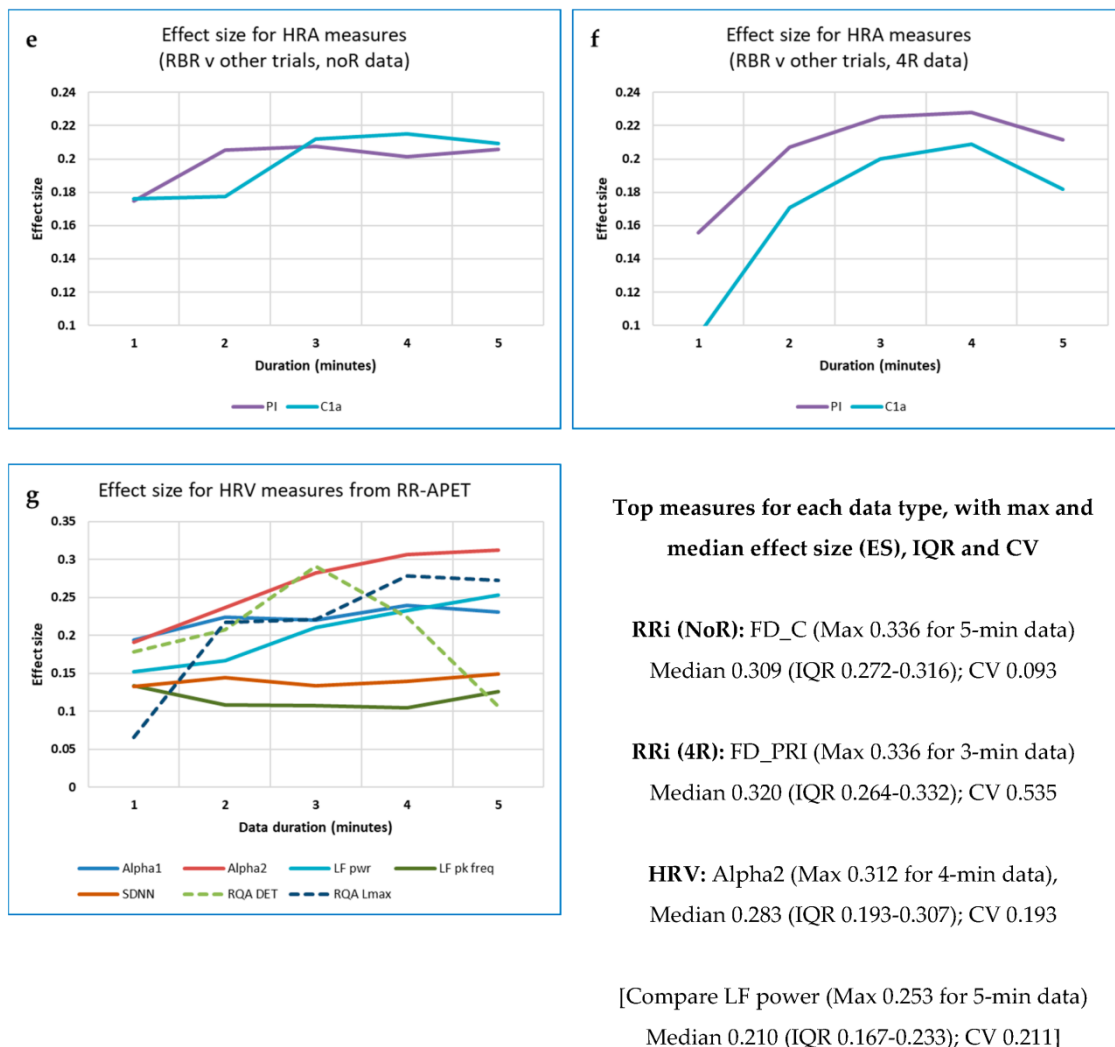 e
Effect size for HRA measures
(RBR v other trials, noR data)
Effect size
0.24
0.22
0.2
0.18
0.16
0.14
0.12
0.1
1 2 3 4 5
Duration (minutes)
PI C1a
f
Effect size for HRA measures
(RBR v other trials, 4R data)
Effect size
0.24
0.22
0.2
0.18
0.16
0.14
0.12
0.1
1 2 3 4 5
Duration (minutes)
PI C1a
g
Effect size for HRV measures from RR-APET
Effect size
0.35
0.3
0.25
0.2
0.15
0.1
0.05
0
1 2 3 4 5
Data duration (minutes)
Alpha1 Alpha2 LF pwr LF pk freq
SDNN RQA DET RQA Lmax
Top measures for each data type, with max and
median effect size (ES), IQR and CV
RRi (NoR): FD_C (Max 0.336 for 5-min data)
Median 0.309 (IQR 0.272-0.316); CV 0.093
RRi (4R): FD_PRI (Max 0.336 for 3-min data)
Median 0.320 (IQR 0.264-0.332); CV 0.535
HRV: Alpha2 (Max 0.312 for 4-min data),
Median 0.283 (IQR 0.193-0.307); CV 0.193
[Compare LF power (Max 0.253 for 5-min data)
Median 0.210 (IQR 0.167-0.233); CV 0.211]